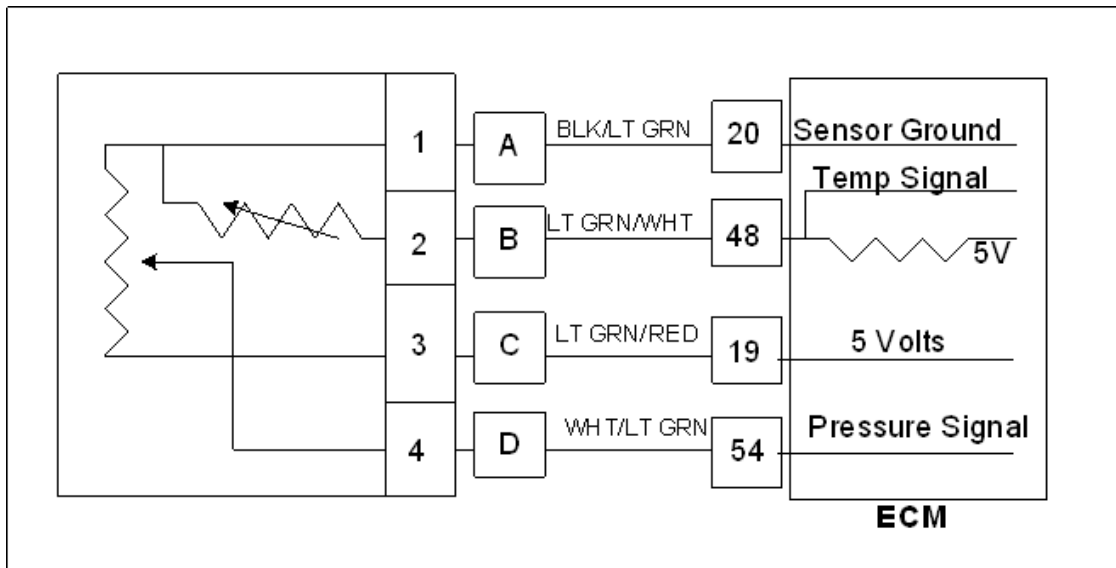 1 A BLK/LT GRN 20 Sensor Ground
Temp Signal
2 B LT GRN/WHT 48 5V
3 C LT GRN/RED 19 5 Volts
4 D WHT/LT GRN 54 Pressure Signal
ECM